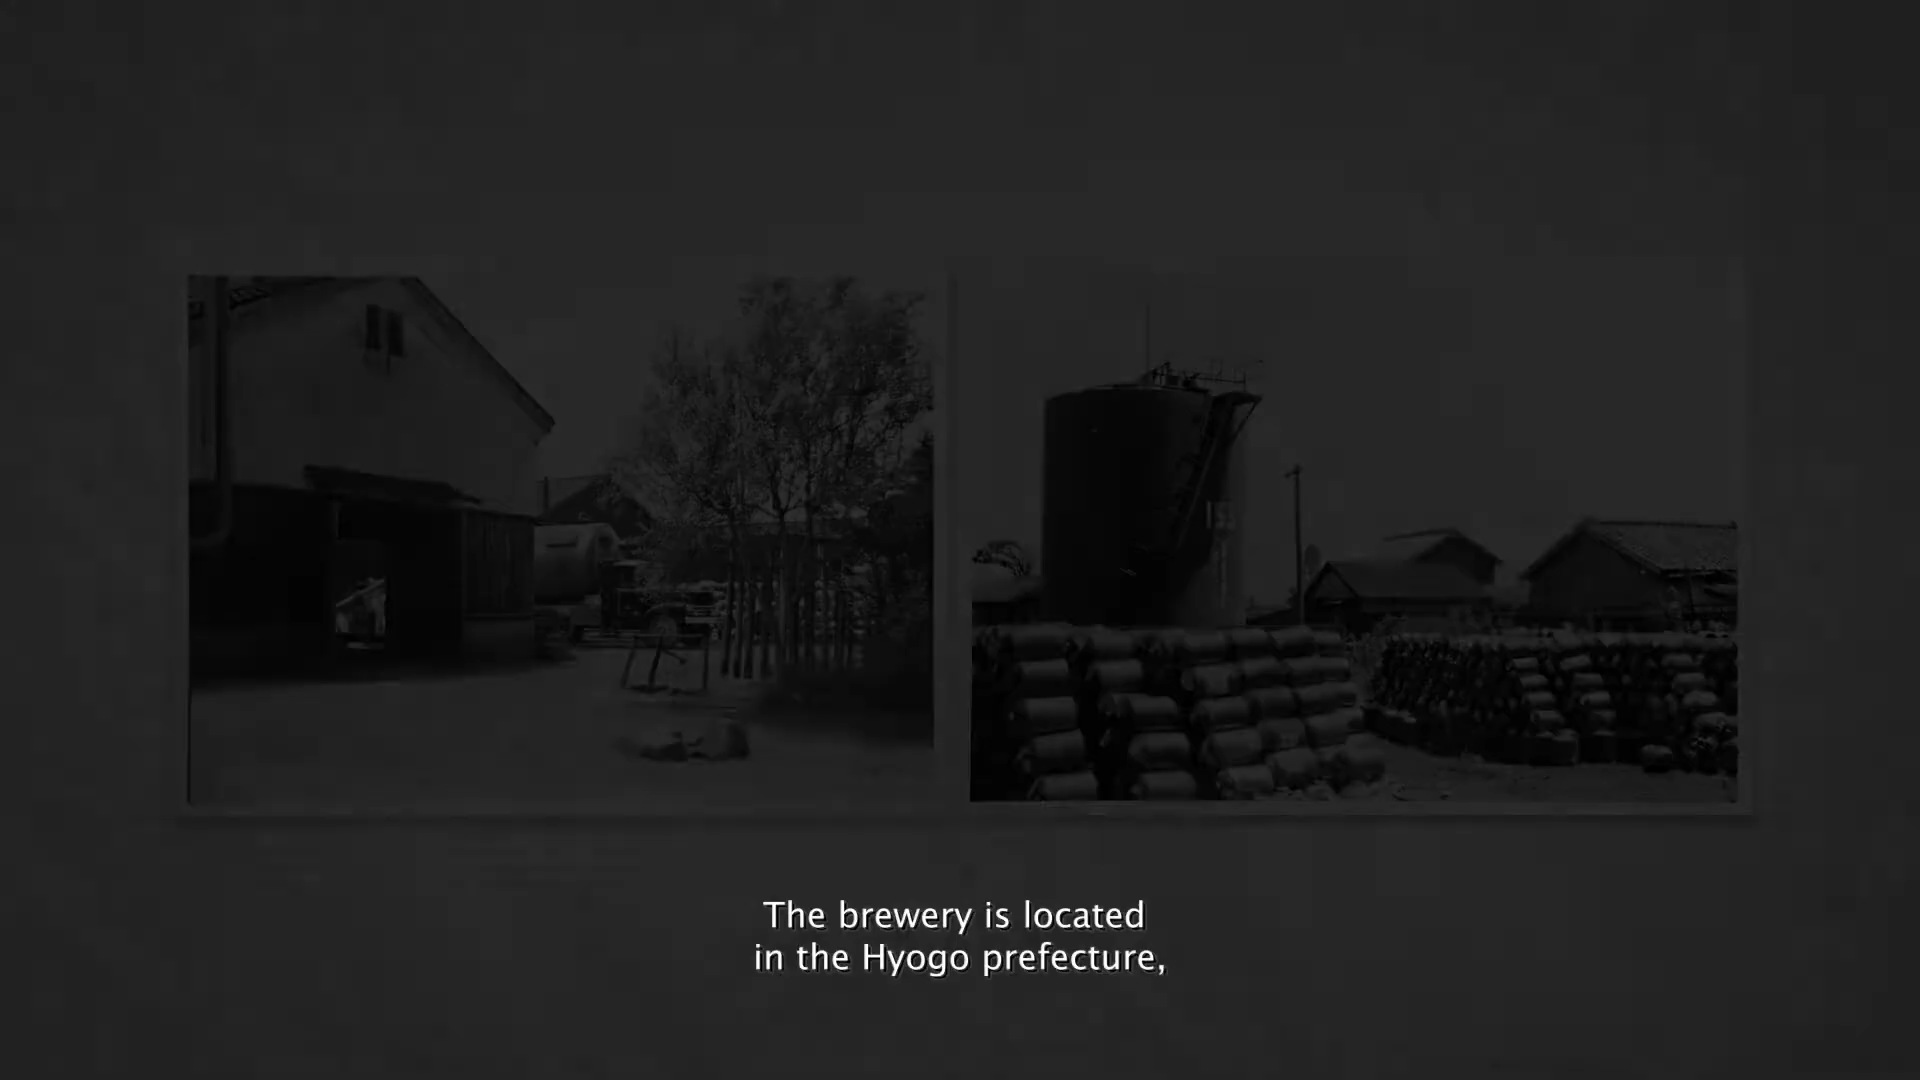 The brewery is located
in the Hyogo prefecture,